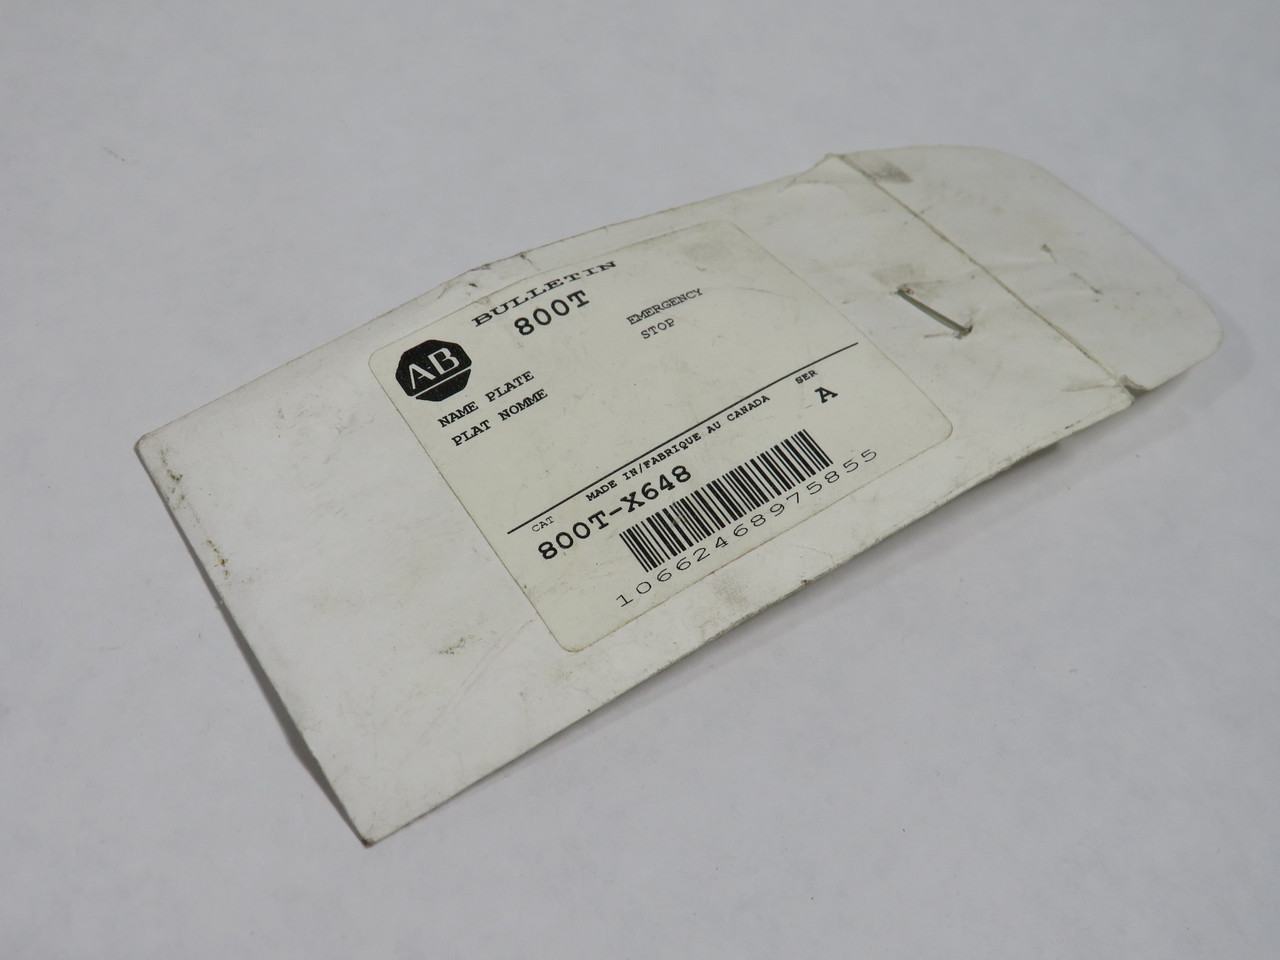 BULLETIN
800T
EMERGENCY
STOP
AB
NAME PLATE
PLAT NOMME
MADE IN/FABRIQUE AU CANADA
CAT
SER
800T-X648
A
10662468975855